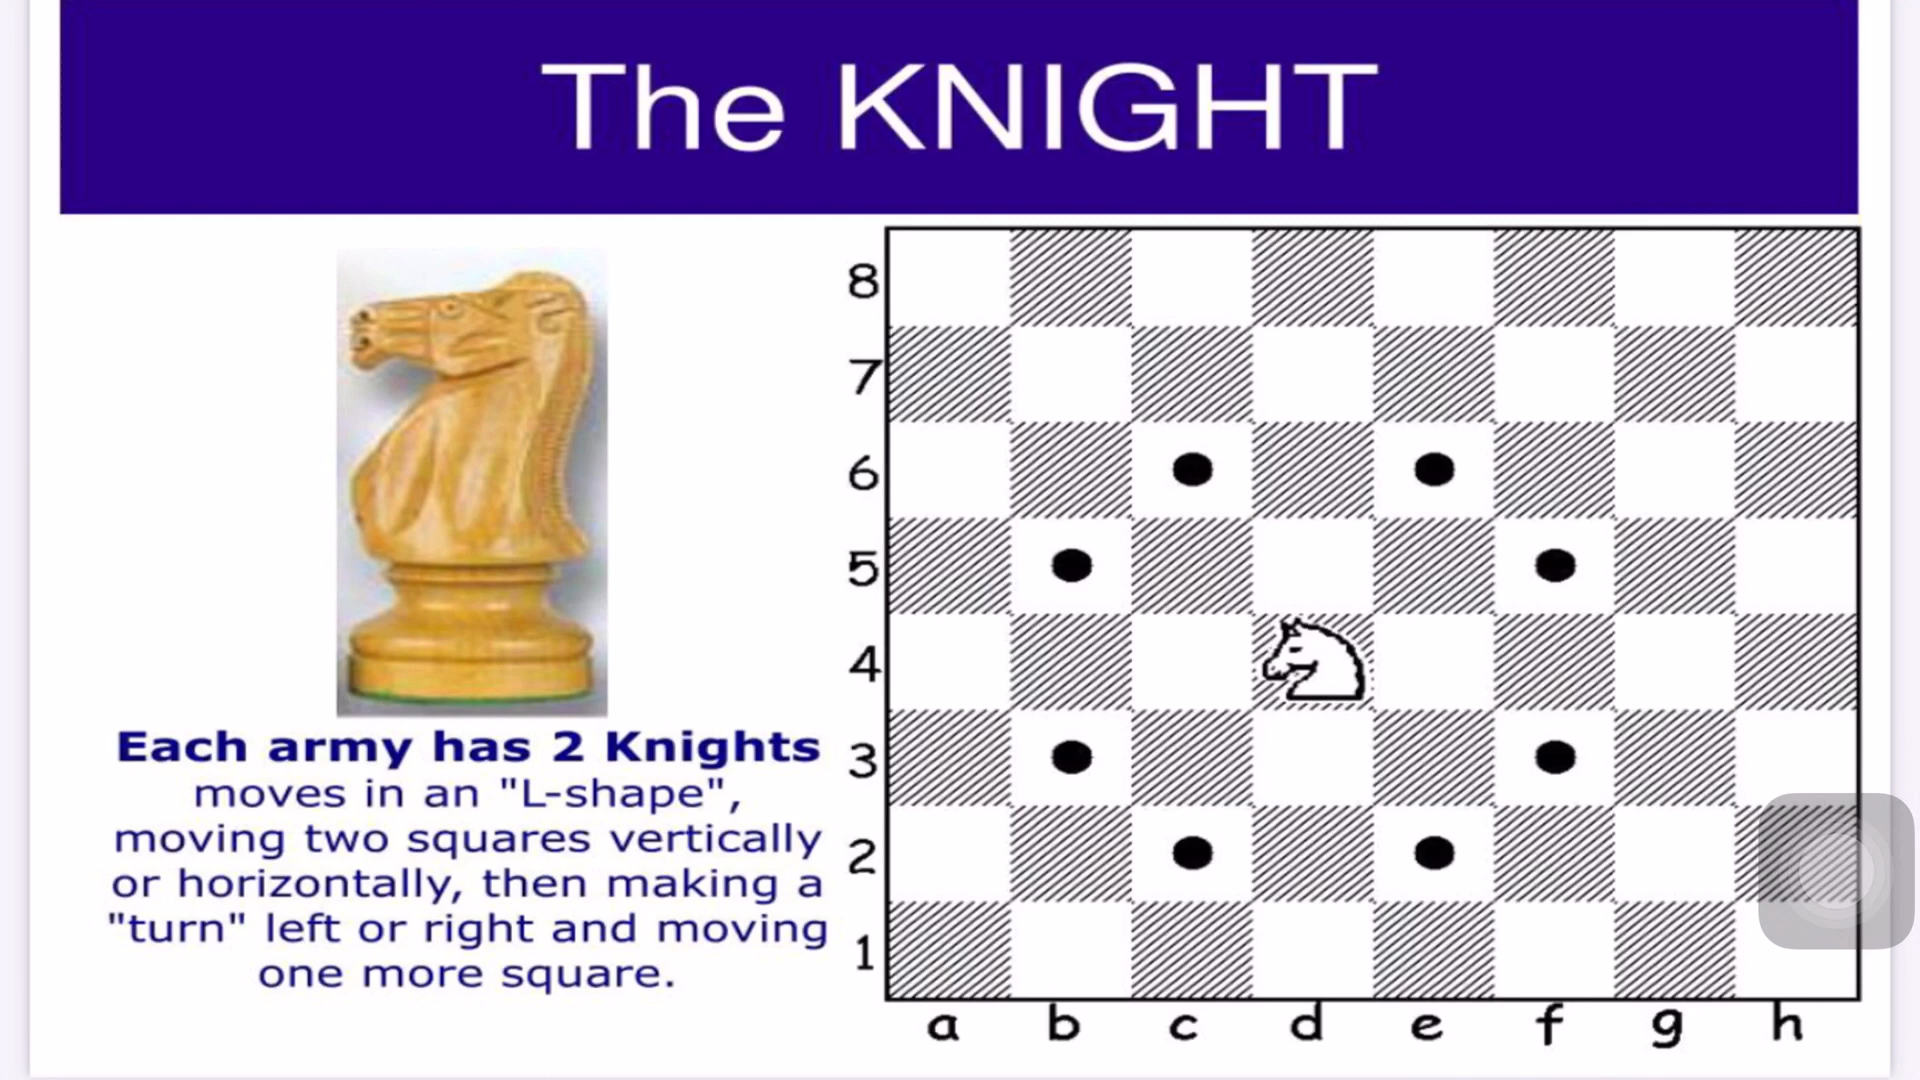 The KNIGHT
Each army has 2 Knights
moves in an "L-shape",
moving two squares vertically
or horizontally, then making a
"turn" left or right and moving
one more square.
8
7
6
5
4
3
2
1
a b c d e f g h